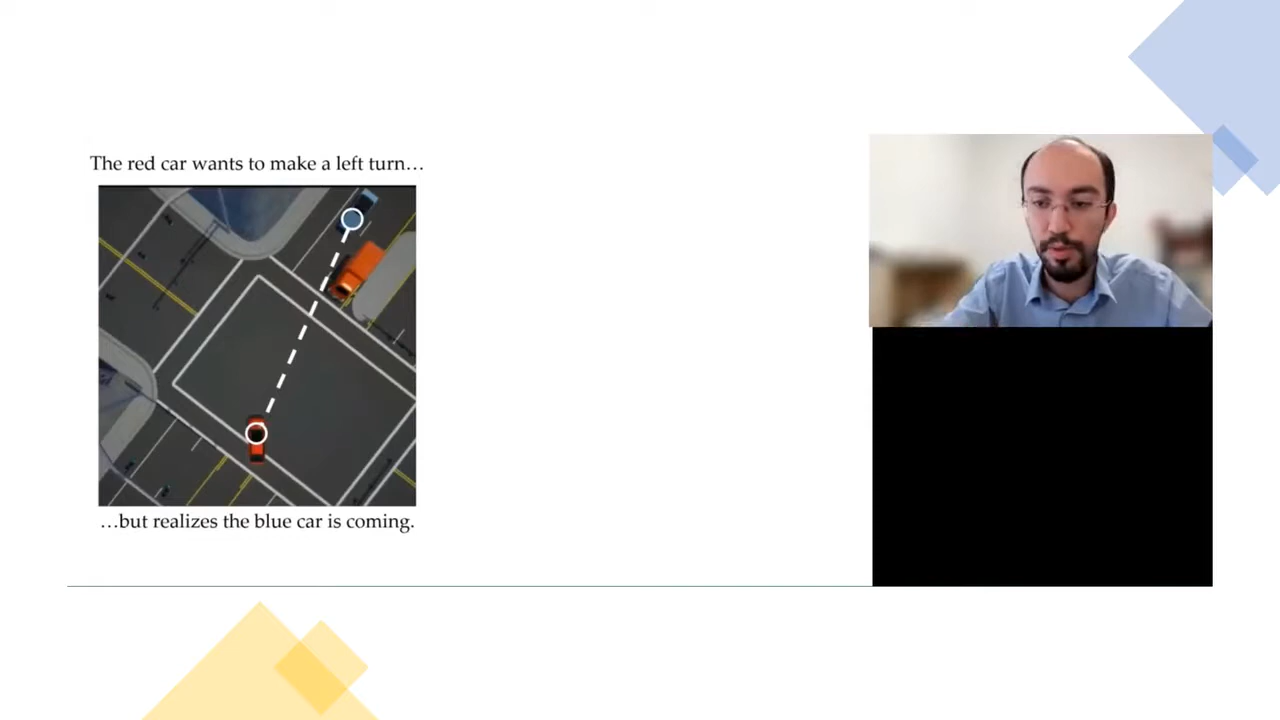 The red car wants to make a left turn…
…but realizes the blue car is coming.